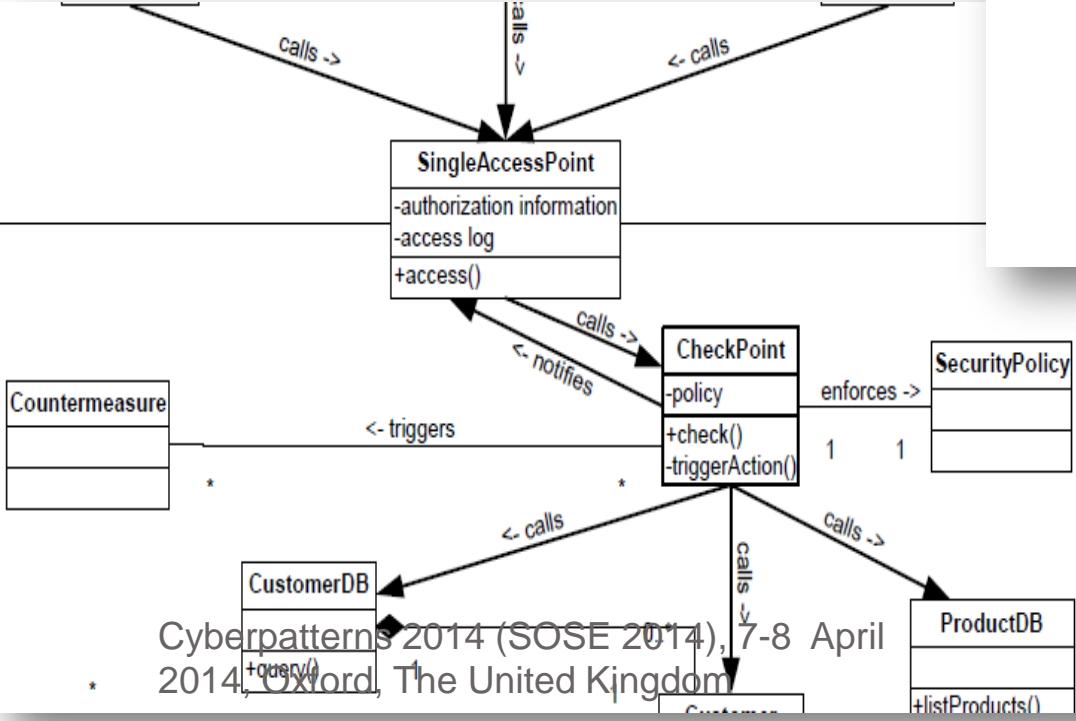 calls ->
calls ->
<- calls
SingleAccessPoint
-authorization information
-access log
+access()
calls ->
<- notifies
CheckPoint
-policy
+check()
-triggerAction()
enforces ->
1 1
SecurityPolicy
Countermeasure
<- triggers
* *
<- calls
calls ->
calls ->
CustomerDB
+query()
1
*
ProductDB
+listProducts()
Cyberpatterns 2014 (SOSE 2014), 7-8 April
2014, Oxford, The United Kingdom